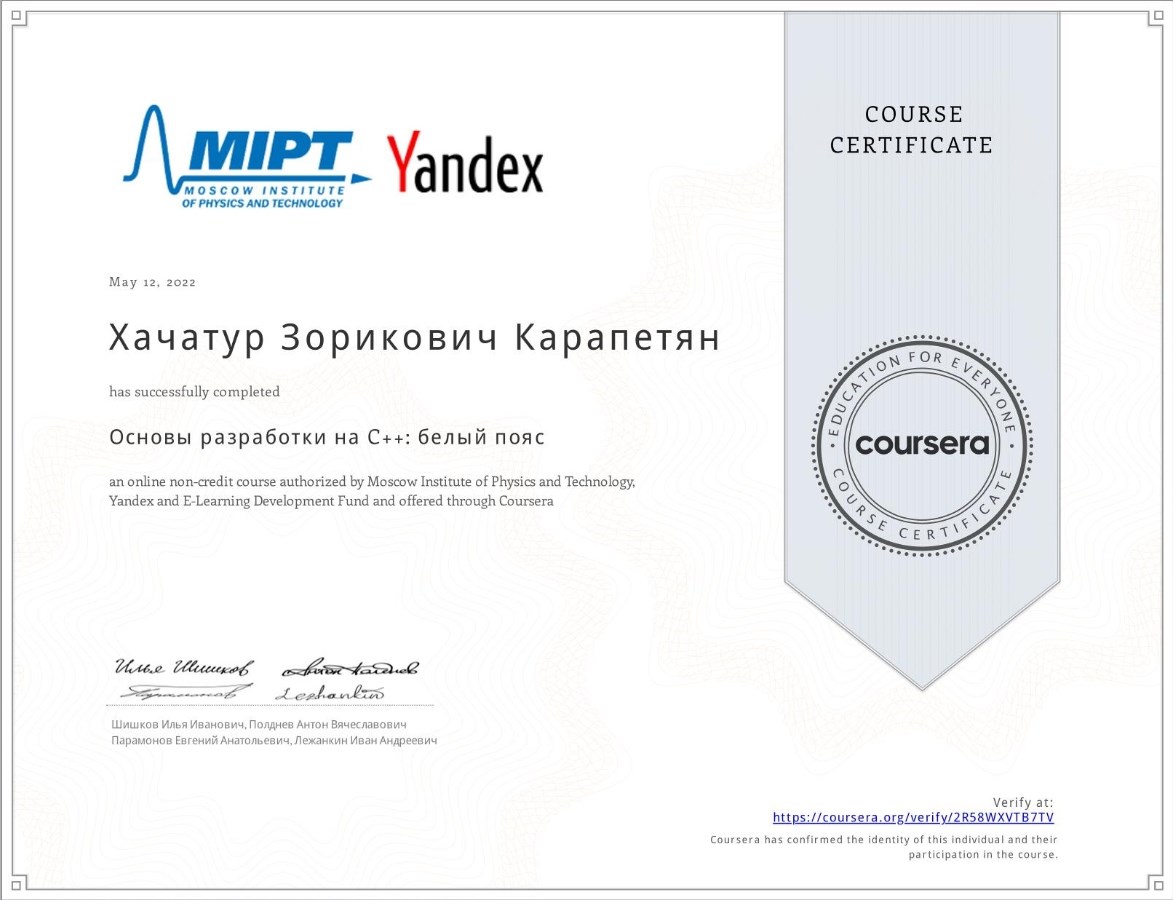 MIPT
MOSCOW INSTITUTE
OF PHYSICS AND TECHNOLOGY
Yandex
COURSE
CERTIFICATE
May 12, 2022
Хачатур Зорикович Карапетян
has successfully completed
Основы разработки на C++: белый пояс
an online non-credit course authorized by Moscow Institute of Physics and Technology,
Yandex and E-Learning Development Fund and offered through Coursera
EDUCATION FOR EVERYONE
coursera
COURSE CERTIFICATE
Илья Шишков
Lezhankin
Шишков Илья Иванович, Полднев Антон Вячеславович
Парамонов Евгений Анатольевич, Лежанкин Иван Андреевич
Verify at:
https://coursera.org/verify/2R58WXVTB7TV
Coursera has confirmed the identity of this individual and their
participation in the course.